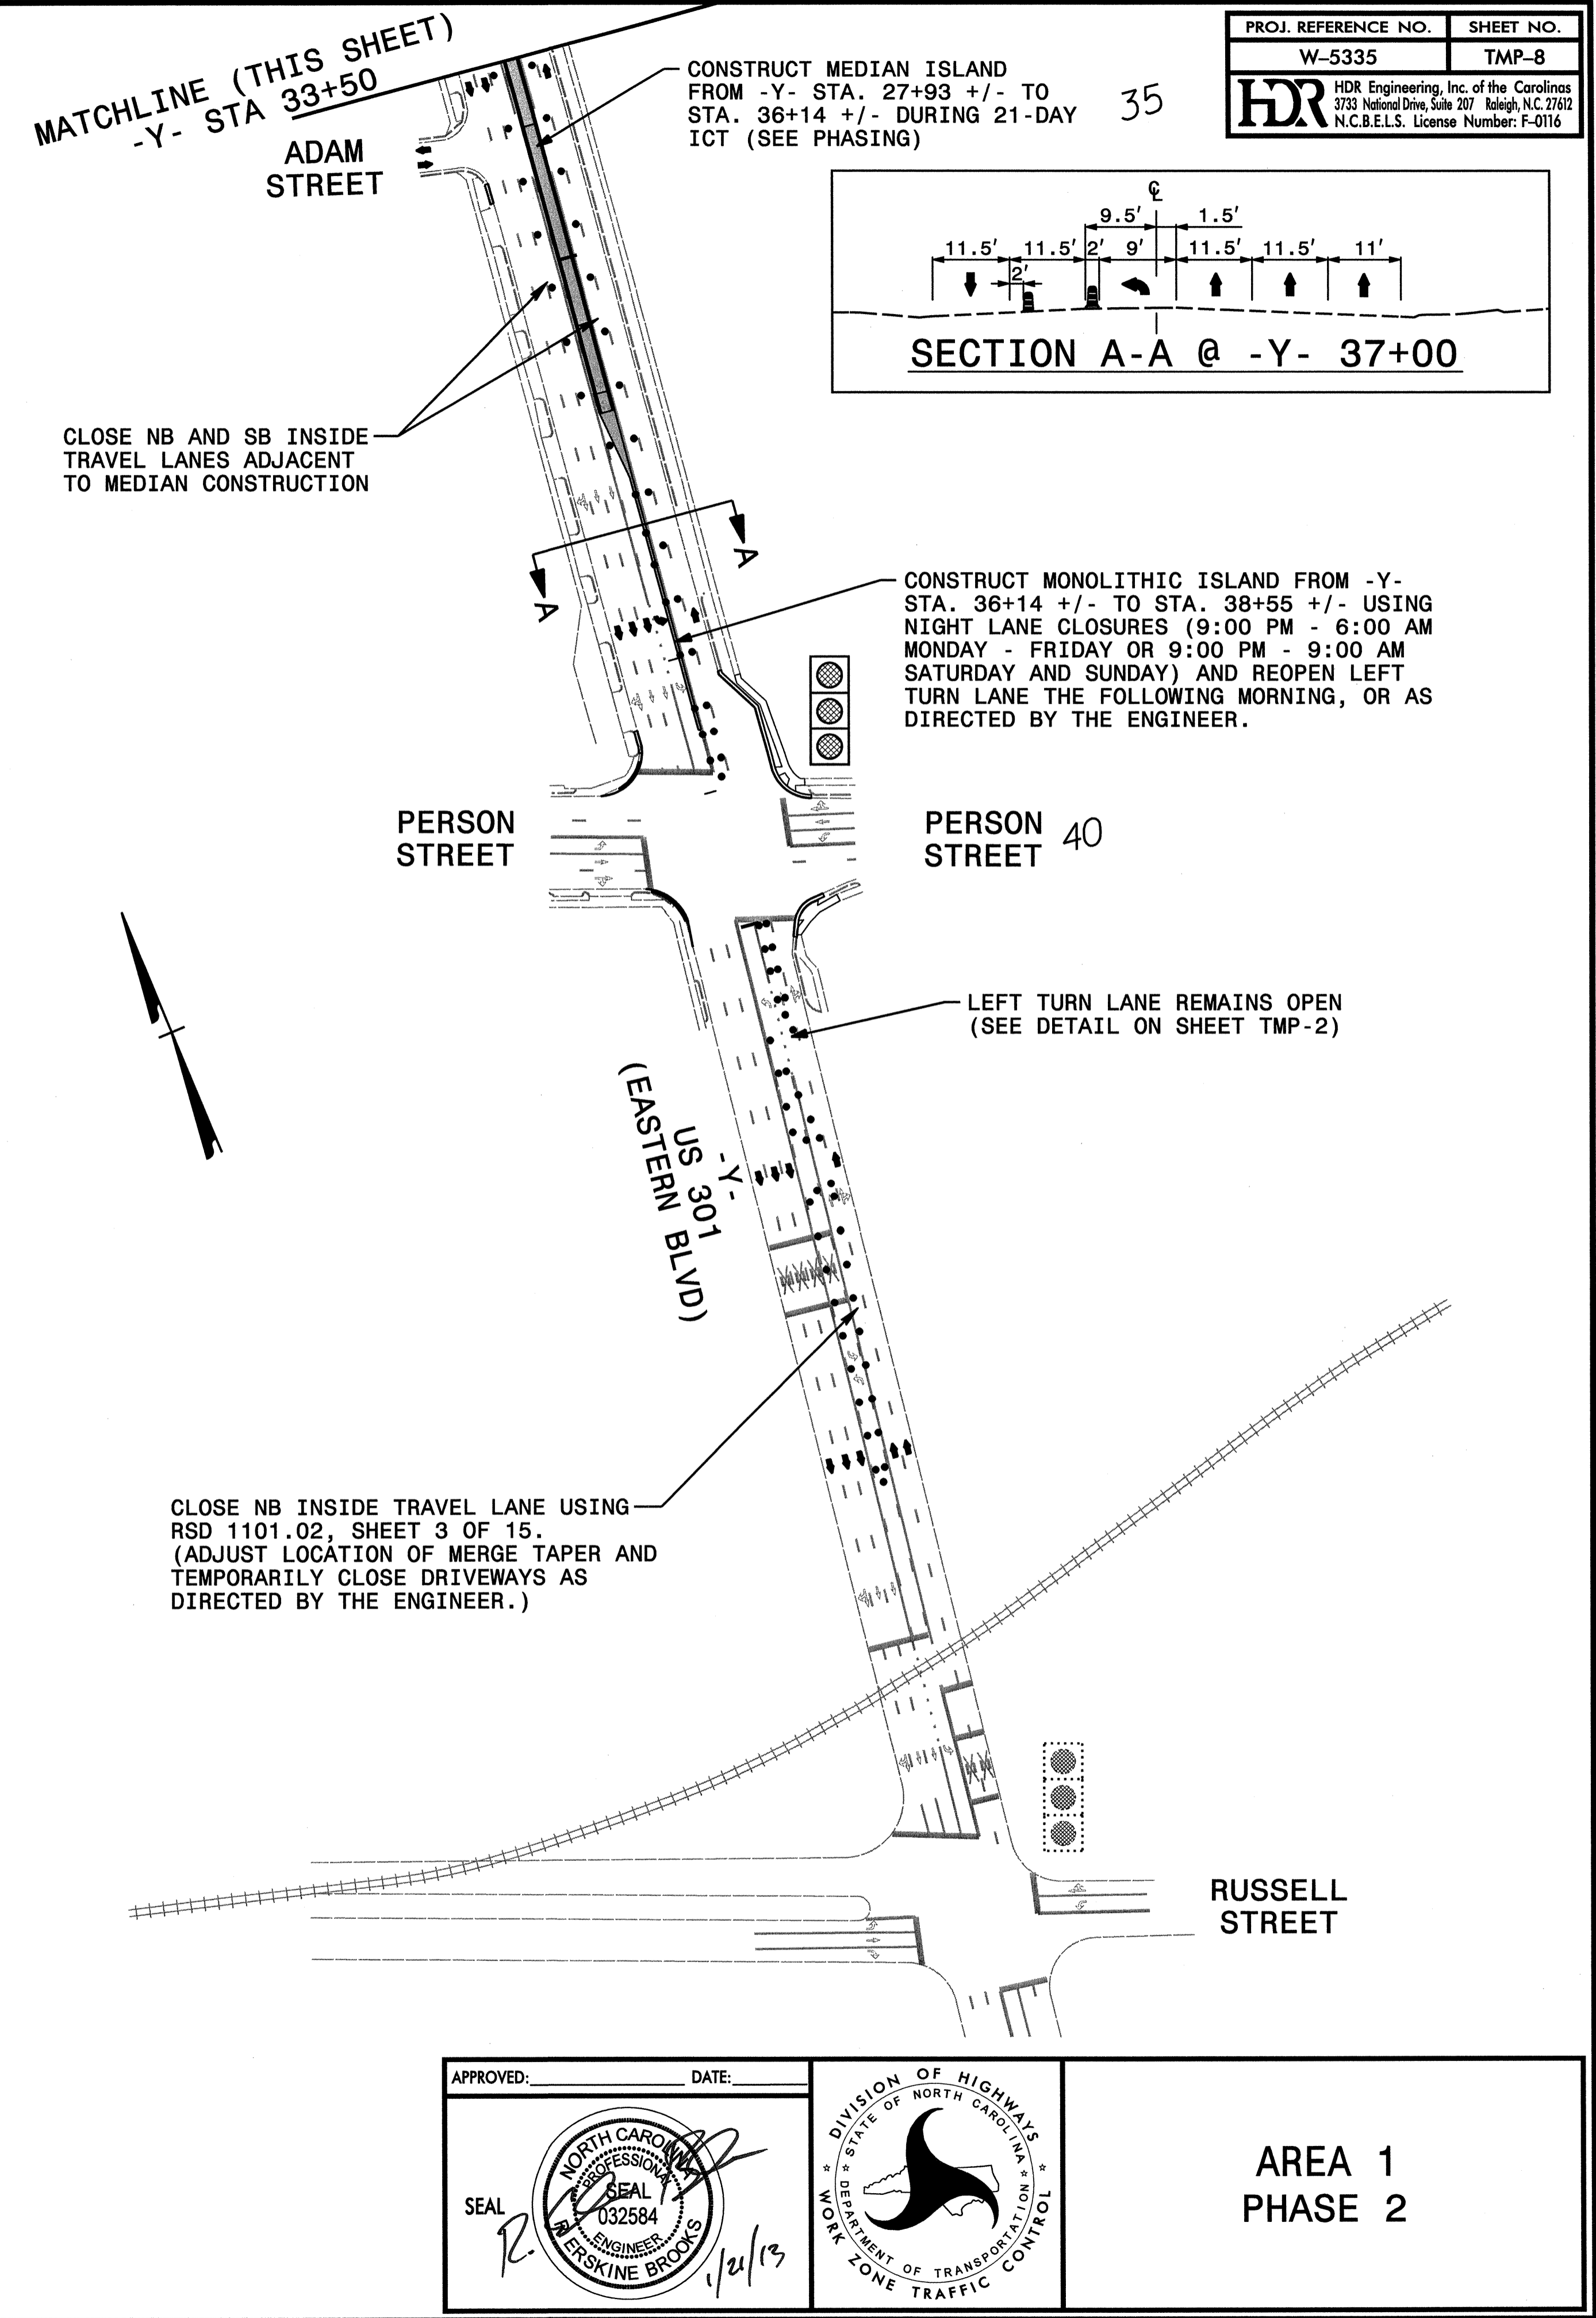 MATCHLINE (THIS SHEET)
-Y- STA 33+50
PROJ. REFERENCE NO.
SHEET NO.
W-5335
TMP-8
HDR
HDR Engineering, Inc. of the Carolinas
3733 National Drive, Suite 207 Raleigh, N.C. 27612
N.C.B.E.L.S. License Number: F-0116
CONSTRUCT MEDIAN ISLAND
FROM -Y- STA. 27+93 +/- TO
STA. 36+14 +/- DURING 21-DAY
ICT (SEE PHASING)
35
ADAM
STREET
℄
9.5'
1.5'
11.5'
11.5'
2'
9'
11.5'
11.5'
11'
2'
SECTION A-A @ -Y- 37+00
CLOSE NB AND SB INSIDE
TRAVEL LANES ADJACENT
TO MEDIAN CONSTRUCTION
A
A
CONSTRUCT MONOLITHIC ISLAND FROM -Y-
STA. 36+14 +/- TO STA. 38+55 +/- USING
NIGHT LANE CLOSURES (9:00 PM - 6:00 AM
MONDAY - FRIDAY OR 9:00 PM - 9:00 AM
SATURDAY AND SUNDAY) AND REOPEN LEFT
TURN LANE THE FOLLOWING MORNING, OR AS
DIRECTED BY THE ENGINEER.
PERSON
STREET
PERSON
STREET
40
LEFT TURN LANE REMAINS OPEN
(SEE DETAIL ON SHEET TMP-2)
-Y-
US 301
(EASTERN BLVD)
CLOSE NB INSIDE TRAVEL LANE USING
RSD 1101.02, SHEET 3 OF 15.
(ADJUST LOCATION OF MERGE TAPER AND
TEMPORARILY CLOSE DRIVEWAYS AS
DIRECTED BY THE ENGINEER.)
RUSSELL
STREET
APPROVED:
DATE:
SEAL
NORTH CAROLINA
PROFESSIONAL
SEAL
032584
ENGINEER
R. ERSKINE BROOKS
1/21/13
DIVISION OF HIGHWAYS
STATE OF NORTH CAROLINA
DEPARTMENT OF TRANSPORTATION
WORK ZONE TRAFFIC CONTROL
AREA 1
PHASE 2